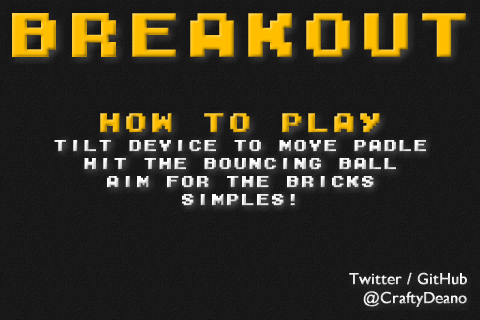 BREAKOUT
HOW TO PLAY
TILT DEVICE TO MOVE PADLE
HIT THE BOUNCING BALL
AIM FOR THE BRICKS
SIMPLES!
Twitter / GitHub
@CraftyDeano